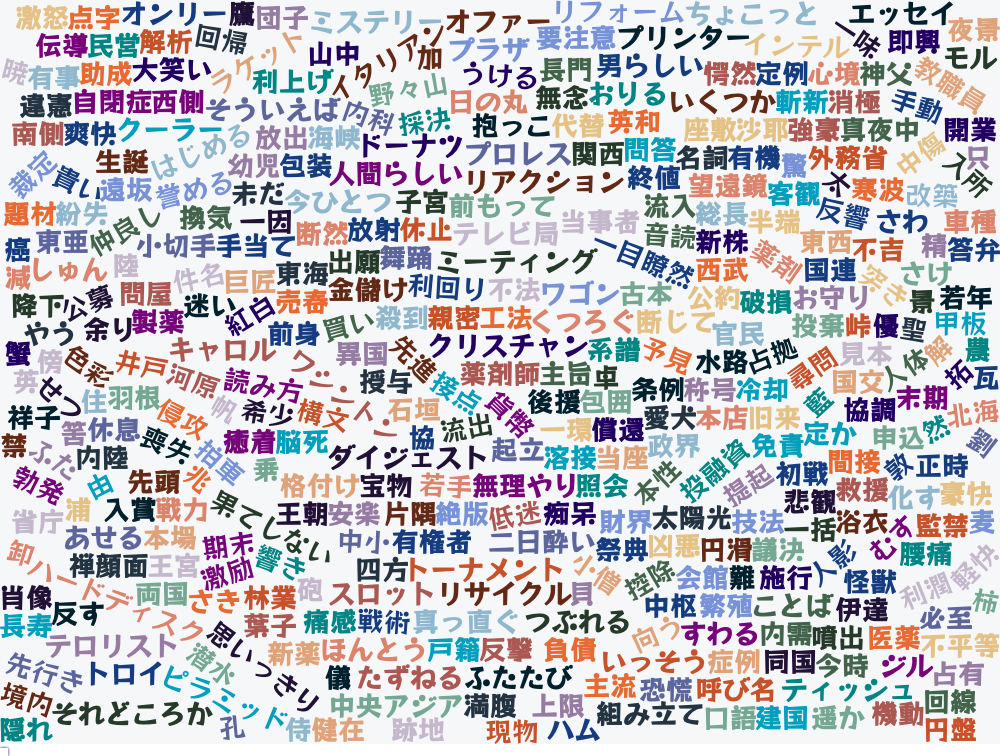 激怒 点字 オンリー 鷹 団子 ミステリー オファー リフォーム ちょこっと エッセイ 夜景
伝導 民営 解析 回帰 ラケット 山中 イタリアン 加 プラザ 要注意 プリンター インテル 一味 即興 モル
暁 有事 助成 大笑い 利上げ 野々山 うける 長門 男らしい 愕然 定例 心境 神父 教職員
違憲 自閉症 西側 そういえば 内科 採決 日の丸 無念 おりる いくつか 斬新 消極 手動 開業
南側 爽快 クーラー はじめる 放出 海峡 ドーナツ 抱っこ 代替 英和 座敷 沙耶 強豪 真夜中 中傷 只
裁定 貴い 生誕 遠坂 誉める 幼児 包装 人間らしい プロレス 関西 問答 名詞 有機 驚 外務省 入所
題材 紛失 仲良し 換気 未だ 一因 今ひとつ 子宮 前もって リアクション 終値 望遠鏡 客観 寒波 改築
癌 東亜 小切手 手当て 断然 放射 休止 テレビ局 当事者 流入 音読 総長 新株 半端 反響 さわ 車種
減 しゅん 陸 件名 巨匠 東海 出願 舞踊 ミーティング 一目瞭然 西武 薬剤 東西 国連 不吉 突き 精 さけ 答弁
降下 公募 問屋 迷い 紅白 売春 金儲け 利回り 不法 ワゴン 古本 公約 破損 お守り 景 若年
やう 余り 製薬 前身 買い 殺到 親密 工法 くつろぐ 断じて 官民 投棄 峠 優 聖 甲板
蟹 傍 色彩 井戸 キャロル ワンピース 異国 先進 クリスチャン 系譜 予見 水路 占拠 尋問 見本 人体 解 農
英 せつ 住 羽根 河原 読み方 授与 接点 薬剤師 主旨 卓 条例 称号 冷却 藍 国交 拓 瓦
祥子 筈 休息 侵攻 帆 希少 構文 石垣 貨幣 後援 包囲 愛犬 本店 旧来 協調 末期 北海
禁 ふた 内陸 喪失 拍車 癒着 脳死 協 流出 起立 一環 償還 政界 免責 定か 申込 然 劉
勃発 由 先頭 兆 乗 ダイジェスト 溶接 当座 本性 投融資 提起 初戦 間接 敷 正時
省庁 浦 入賞 戦力 果てしない 格付け 宝物 若手 無理やり 照会 悲観 救援 化す 豪快
あせる 本場 期末 響き 王朝 安楽 片隅 絶版 低迷 痴呆 財界 太陽光 技法 一括 浴衣 むね 監禁 麦
卸 禅 顔面 王宮 激励 中小 有権者 二日酔い 祭典 凶悪 円滑 議決 人影 腰痛
ハードディスク 両国 砲 四方 トーナメント 小僧 控除 会館 難 施行 怪獣 利潤 軽快
肖像 反す さき 林業 スロット リサイクル 貝 中枢 繁殖 ことば 伊達 必至 柿
長寿 葉子 痛感 戦術 真っ直ぐ つぶれる 向う すわる 内需 噴出 医薬 不平等
テロリスト 潜水 思いっきり 新薬 ほんとう 戸籍 反撃 負債 いっそう 症例 同国 今時 ジル 占有
先行き トロイ ピラミッド 儀 たずねる ふたたび 主流 恐慌 呼び名 ティッシュ 回線
境内 それどころか 中央アジア 満腹 上限 組み立て 口語 建国 遥か 機動
隠れ 孔 侍 健在 跡地 現物 ハム 円盤